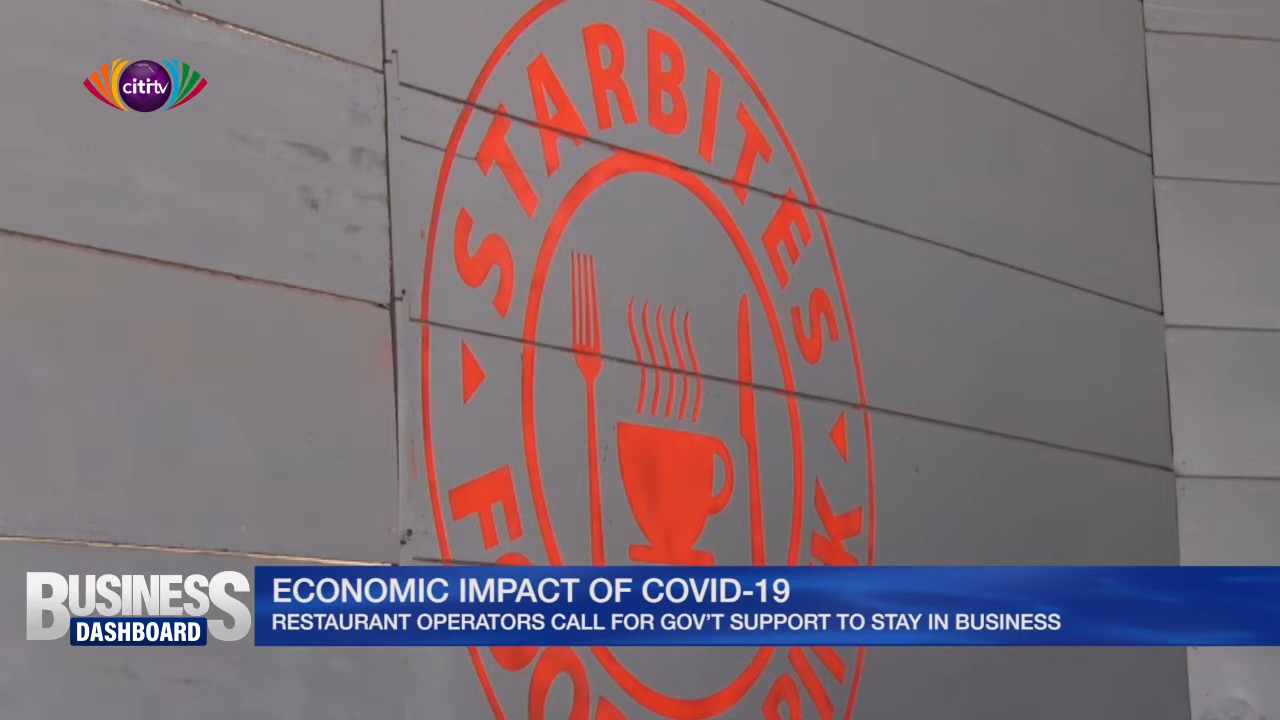 citi tv
STARBITES
BUSINESS
DASHBOARD
ECONOMIC IMPACT OF COVID-19
RESTAURANT OPERATORS CALL FOR GOV'T SUPPORT TO STAY IN BUSINESS